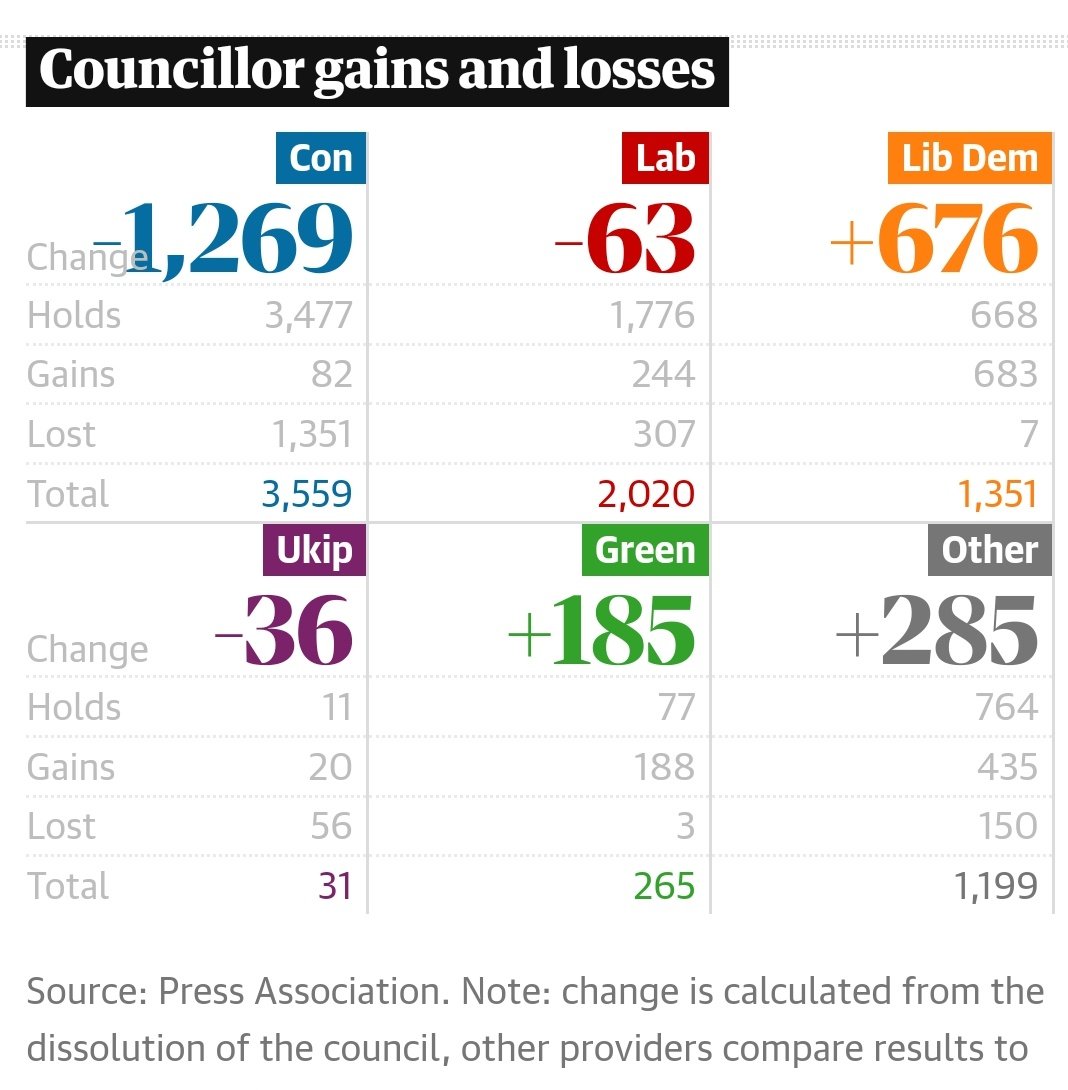 Councillor gains and losses
Con Lab Lib Dem
Change -1,269 -63 +676
Holds 3,477 1,776 668
Gains 82 244 683
Lost 1,351 307 7
Total 3,559 2,020 1,351
Ukip Green Other
Change -36 +185 +285
Holds 11 77 764
Gains 20 188 435
Lost 56 3 150
Total 31 265 1,199
Source: Press Association. Note: change is calculated from the
dissolution of the council, other providers compare results to